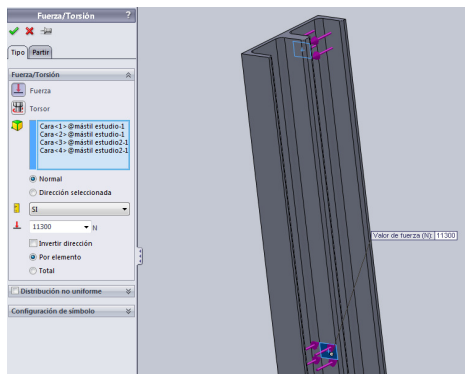 Fuerza/Torsión ?
Tipo Partir
Fuerza/Torsión
Fuerza
Torsor
Cara<1>@mástil estudio-1
Cara<2>@mástil estudio-1
Cara<3>@mástil estudio2-1
Cara<4>@mástil estudio2-1
Normal
Dirección seleccionada
SI
11300 N
Invertir dirección
Por elemento
Total
Distribución no uniforme
Configuración de símbolo
Valor de fuerza (N): 11300